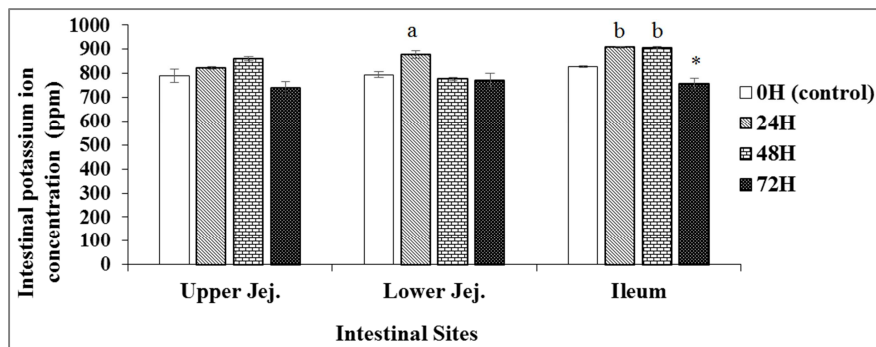 Intestinal potassium ion
concentration (ppm)
1000
900
800
700
600
500
400
300
200
100
0
a
b
b
*
Upper Jej.
Lower Jej.
Ileum
Intestinal Sites
0H (control)
24H
48H
72H